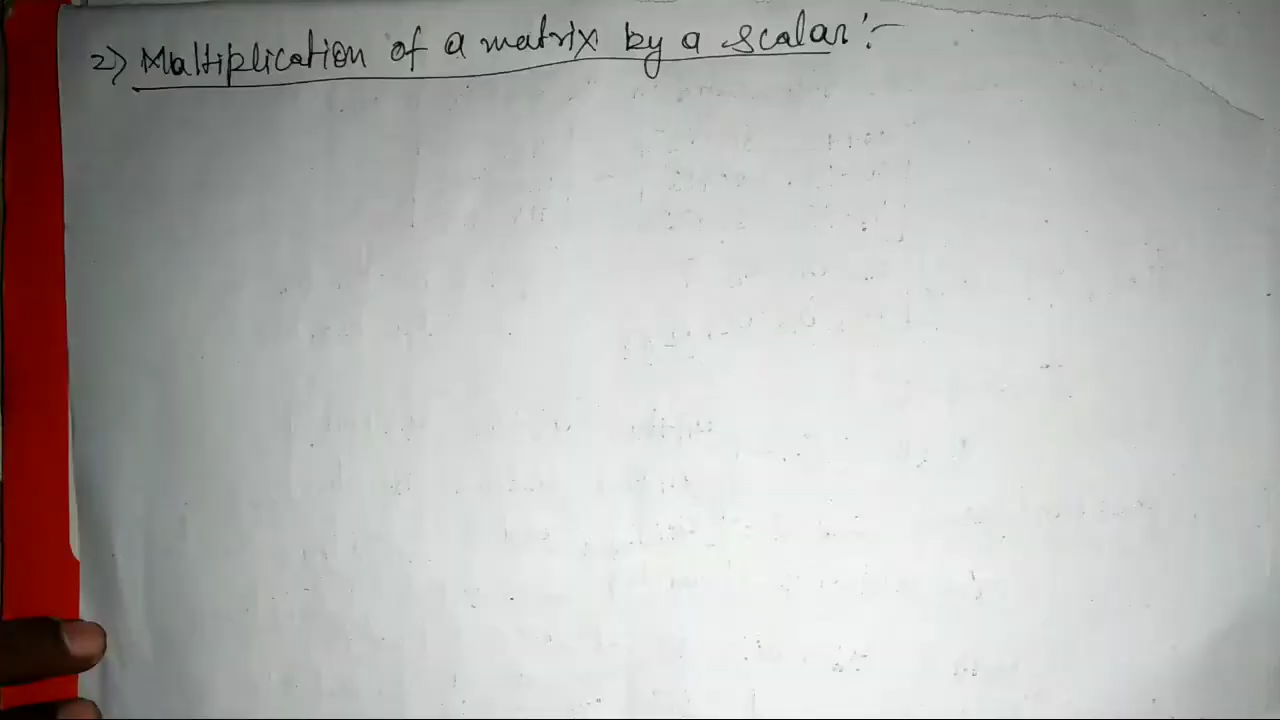 2) Multiplication of a matrix by a scalar:-